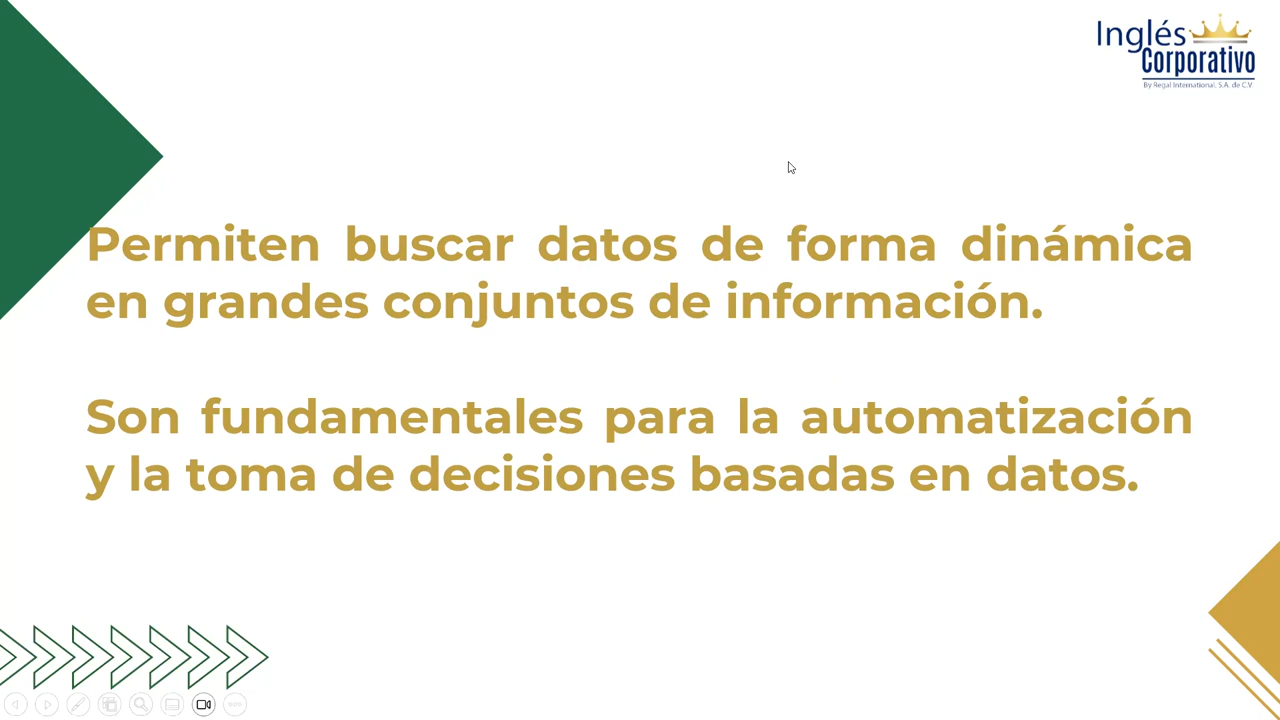 Inglés
Corporativo
By Regal International, S.A. de C.V.
Permiten buscar datos de forma dinámica
en grandes conjuntos de información.
Son fundamentales para la automatización
y la toma de decisiones basadas en datos.